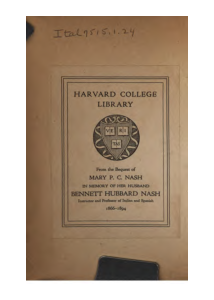 Ital 9515.1.24
HARVARD COLLEGE
LIBRARY
VE RI
TAS
From the Bequest of
MARY P. C. NASH
IN MEMORY OF HER HUSBAND
BENNETT HUBBARD NASH
Instructor and Professor of Italian and Spanish
1866-1894